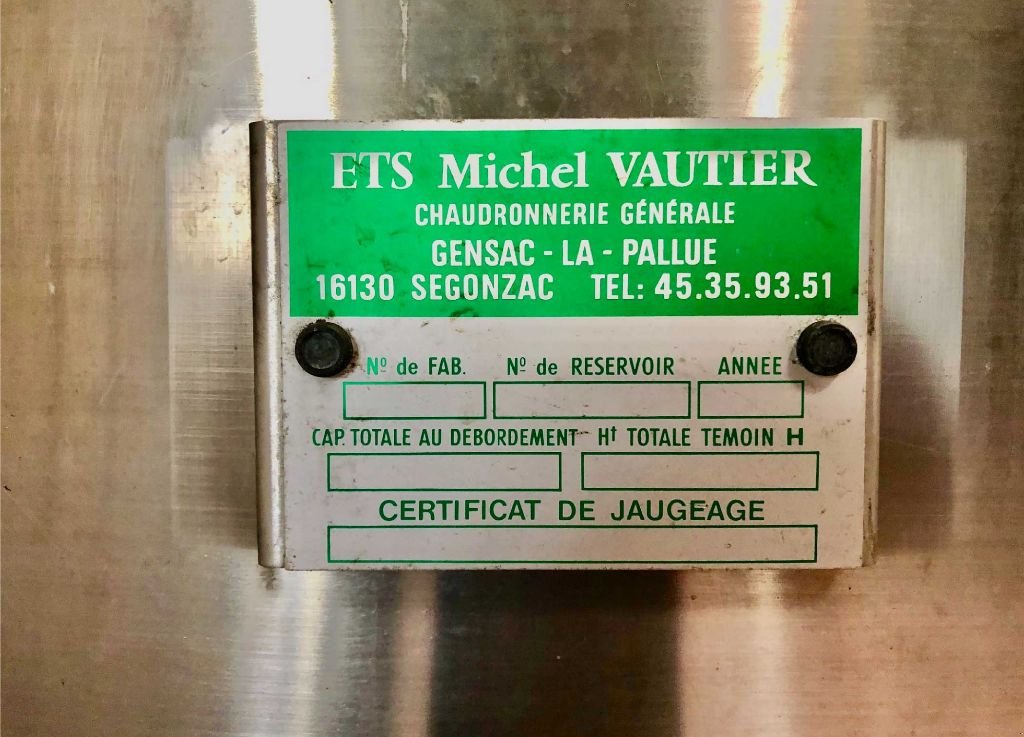 ETS Michel VAUTIER
CHAUDRONNERIE GÉNÉRALE
GENSAC - LA - PALLUE
16130 SEGONZAC TEL: 45.35.93.51
Nº de FAB. Nº de RESERVOIR ANNEE
CAP. TOTALE AU DEBORDEMENT Ht TOTALE TEMOIN H
CERTIFICAT DE JAUGEAGE